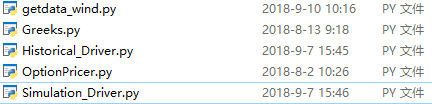 getdata_wind.py 2018-9-10 10:16 PY 文件
Greeks.py 2018-8-13 9:18 PY 文件
Historical_Driver.py 2018-9-7 15:45 PY 文件
OptionPricer.py 2018-8-2 10:26 PY 文件
Simulation_Driver.py 2018-9-7 15:46 PY 文件